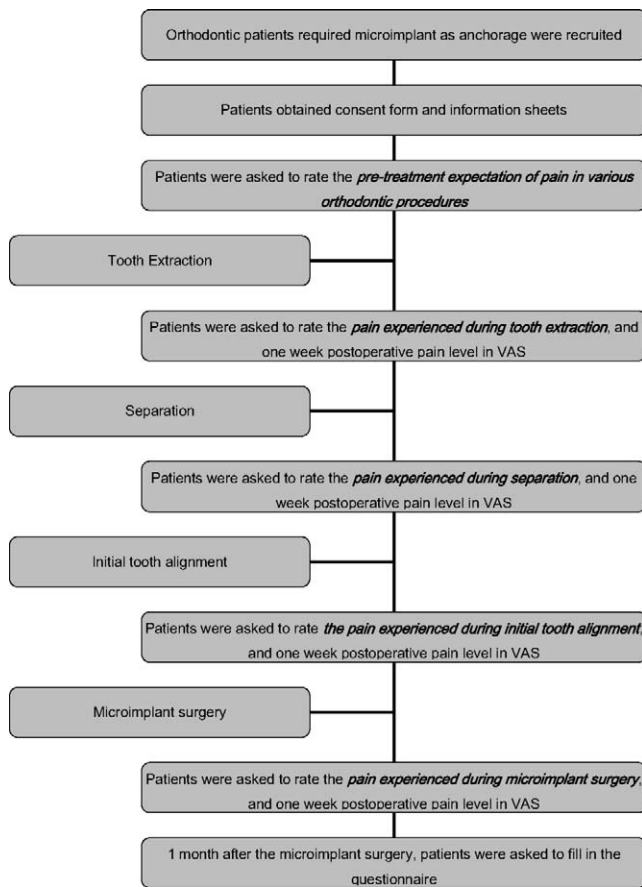 Orthodontic patients required microimplant as anchorage were recruited
Patients obtained consent form and information sheets
Patients were asked to rate the pre-treatment expectation of pain in various
orthodontic procedures
Tooth Extraction
Patients were asked to rate the pain experienced during tooth extraction, and
one week postoperative pain level in VAS
Separation
Patients were asked to rate the pain experienced during separation, and one
week postoperative pain level in VAS
Initial tooth alignment
Patients were asked to rate the pain experienced during initial tooth alignment,
and one week postoperative pain level in VAS
Microimplant surgery
Patients were asked to rate the pain experienced during microimplant surgery,
and one week postoperative pain level in VAS
1 month after the microimplant surgery, patients were asked to fill in the
questionnaire